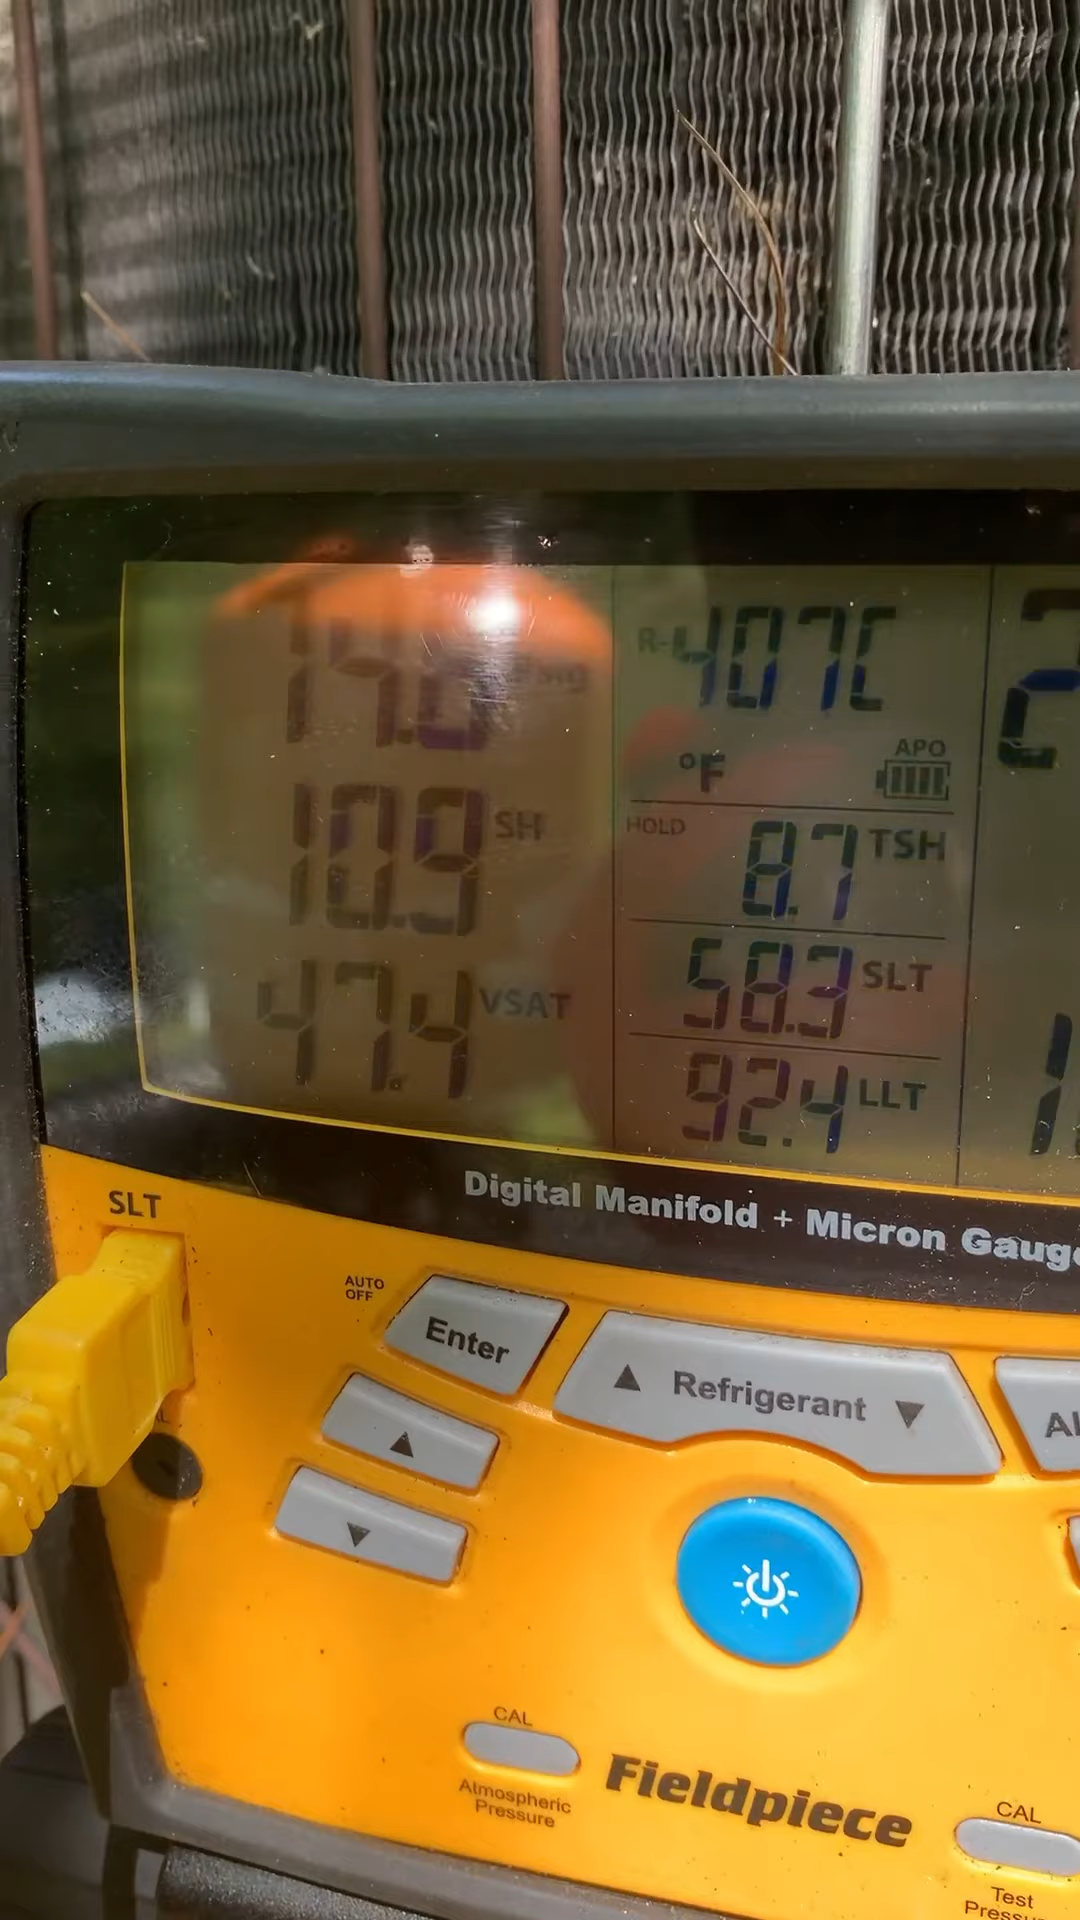 psig
10.9 SH
47.4 VSAT
R-407C
°F APO
HOLD 8.7 TSH
58.3 SLT
92.4 LLT
Digital Manifold + Micron Gauge
SLT
AUTO OFF
Enter
▲ Refrigerant ▼
▲
▼
CAL
Atmospheric
Pressure
Fieldpiece
CAL
Test